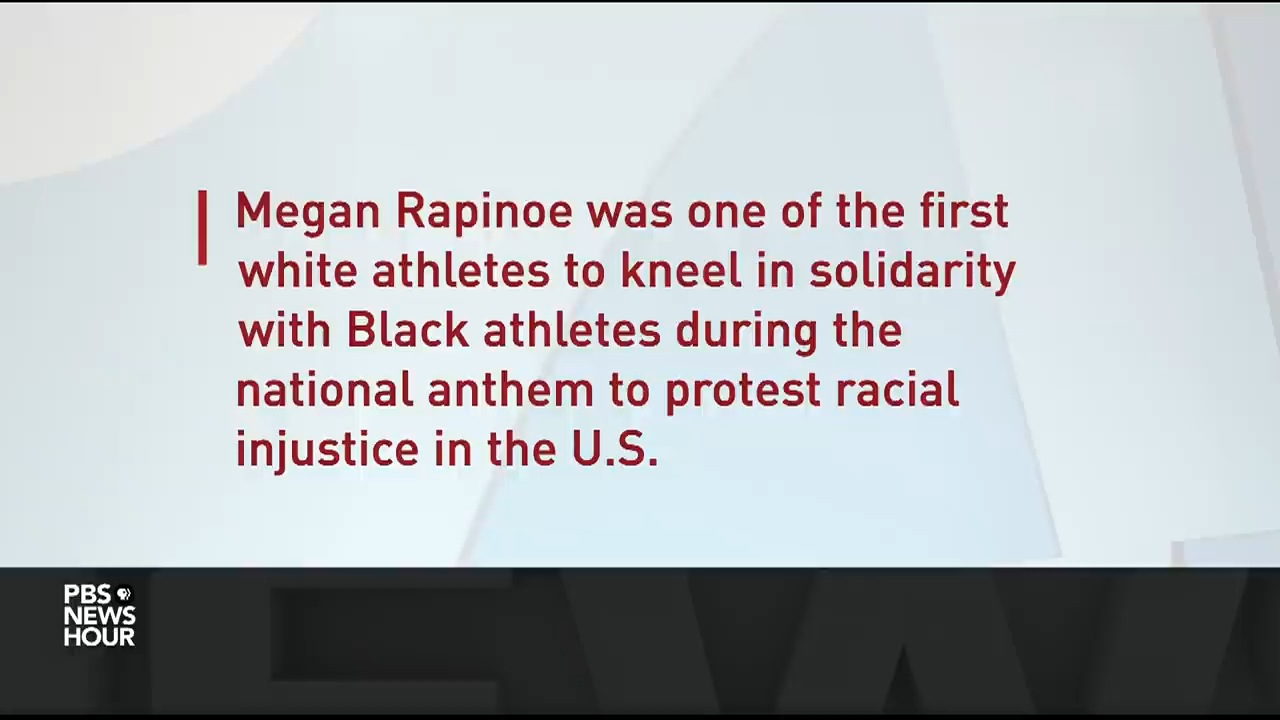 Megan Rapinoe was one of the first
white athletes to kneel in solidarity
with Black athletes during the
national anthem to protest racial
injustice in the U.S.
PBS
NEWS
HOUR